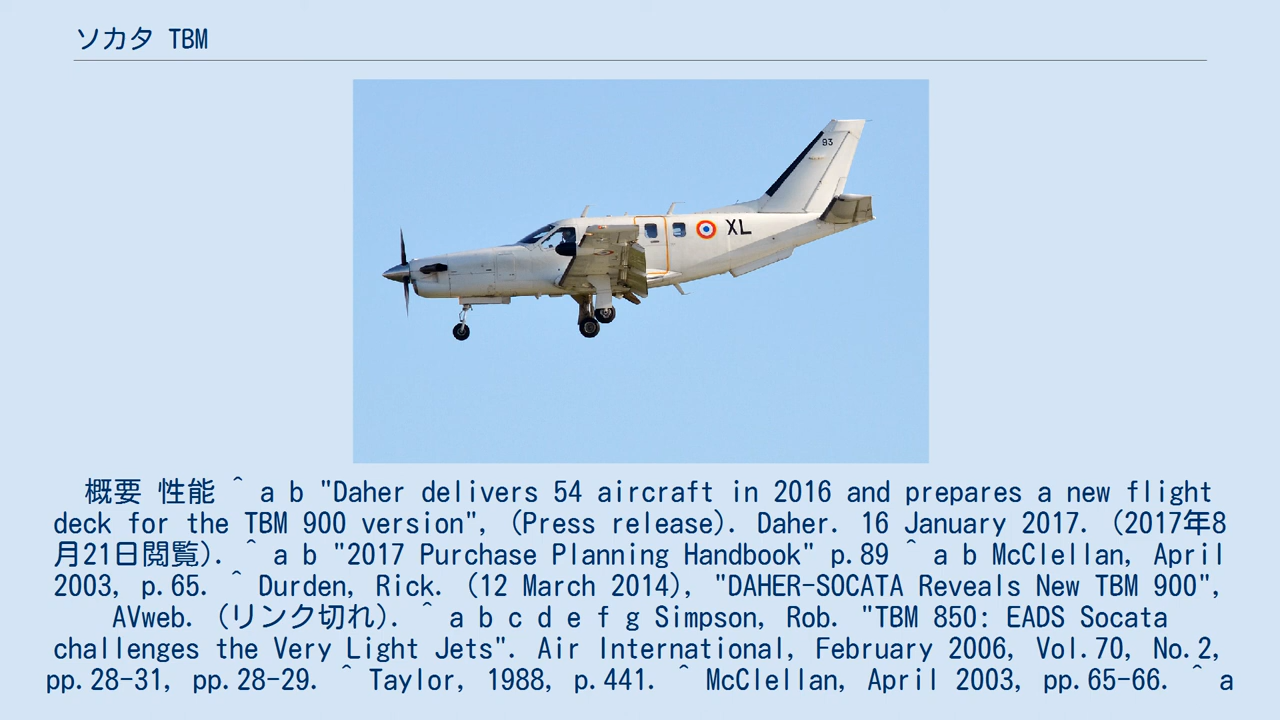 ソカタ TBM
93
XL
概要 性能 ^ a b "Daher delivers 54 aircraft in 2016 and prepares a new flight
deck for the TBM 900 version", (Press release). Daher. 16 January 2017. (2017年8
月21日閲覧). ^ a b "2017 Purchase Planning Handbook" p.89 ^ a b McClellan, April
2003, p.65. ^ Durden, Rick. (12 March 2014), "DAHER-SOCATA Reveals New TBM 900",
AVweb. (リンク切れ). ^ a b c d e f g Simpson, Rob. "TBM 850: EADS Socata
challenges the Very Light Jets". Air International, February 2006, Vol.70, No.2,
pp.28-31, pp.28-29. ^ Taylor, 1988, p.441. ^ McClellan, April 2003, pp.65-66. ^ a